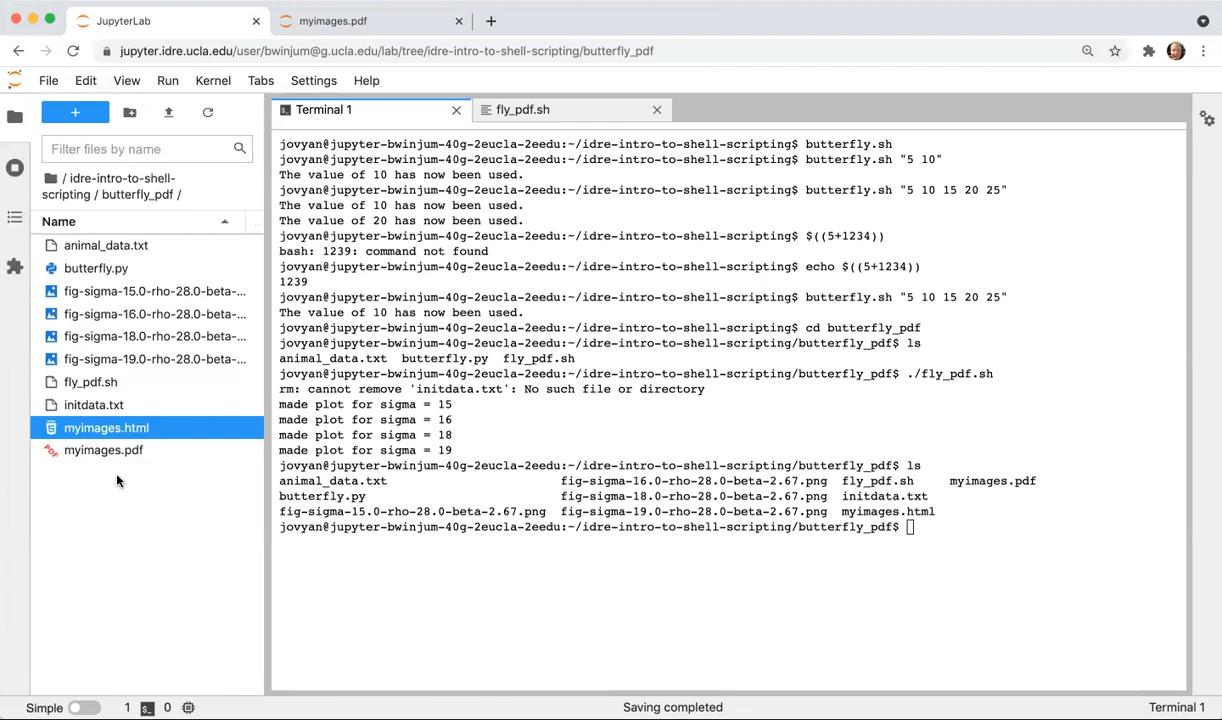 JupyterLab
myimages.pdf
jupyter.idre.ucla.edu/user/bwinjum@g.ucla.edu/lab/tree/idre-intro-to-shell-scripting/butterfly_pdf
File Edit View Run Kernel Tabs Settings Help
Filter files by name
/ idre-intro-to-shell-
scripting / butterfly_pdf /
Name
animal_data.txt
butterfly.py
fig-sigma-15.0-rho-28.0-beta-...
fig-sigma-16.0-rho-28.0-beta-...
fig-sigma-18.0-rho-28.0-beta-...
fig-sigma-19.0-rho-28.0-beta-...
fly_pdf.sh
initdata.txt
myimages.html
PDF myimages.pdf
Terminal 1
fly_pdf.sh
jovyan@jupyter-bwinjum-40g-2eucla-2eedu:~/idre-intro-to-shell-scripting$ butterfly.sh
jovyan@jupyter-bwinjum-40g-2eucla-2eedu:~/idre-intro-to-shell-scripting$ butterfly.sh "5 10"
The value of 10 has now been used.
jovyan@jupyter-bwinjum-40g-2eucla-2eedu:~/idre-intro-to-shell-scripting$ butterfly.sh "5 10 15 20 25"
The value of 10 has now been used.
The value of 20 has now been used.
jovyan@jupyter-bwinjum-40g-2eucla-2eedu:~/idre-intro-to-shell-scripting$ $((5+1234))
bash: 1239: command not found
jovyan@jupyter-bwinjum-40g-2eucla-2eedu:~/idre-intro-to-shell-scripting$ echo $((5+1234))
1239
jovyan@jupyter-bwinjum-40g-2eucla-2eedu:~/idre-intro-to-shell-scripting$ butterfly.sh "5 10 15 20 25"
The value of 10 has now been used.
jovyan@jupyter-bwinjum-40g-2eucla-2eedu:~/idre-intro-to-shell-scripting$ cd butterfly_pdf
jovyan@jupyter-bwinjum-40g-2eucla-2eedu:~/idre-intro-to-shell-scripting/butterfly_pdf$ ls
animal_data.txt butterfly.py fly_pdf.sh
jovyan@jupyter-bwinjum-40g-2eucla-2eedu:~/idre-intro-to-shell-scripting/butterfly_pdf$ ./fly_pdf.sh
rm: cannot remove 'initdata.txt': No such file or directory
made plot for sigma = 15
made plot for sigma = 16
made plot for sigma = 18
made plot for sigma = 19
jovyan@jupyter-bwinjum-40g-2eucla-2eedu:~/idre-intro-to-shell-scripting/butterfly_pdf$ ls
animal_data.txt fig-sigma-16.0-rho-28.0-beta-2.67.png fly_pdf.sh myimages.pdf
butterfly.py fig-sigma-18.0-rho-28.0-beta-2.67.png initdata.txt
fig-sigma-15.0-rho-28.0-beta-2.67.png fig-sigma-19.0-rho-28.0-beta-2.67.png myimages.html
jovyan@jupyter-bwinjum-40g-2eucla-2eedu:~/idre-intro-to-shell-scripting/butterfly_pdf$
Simple 1 0 Saving completed Terminal 1